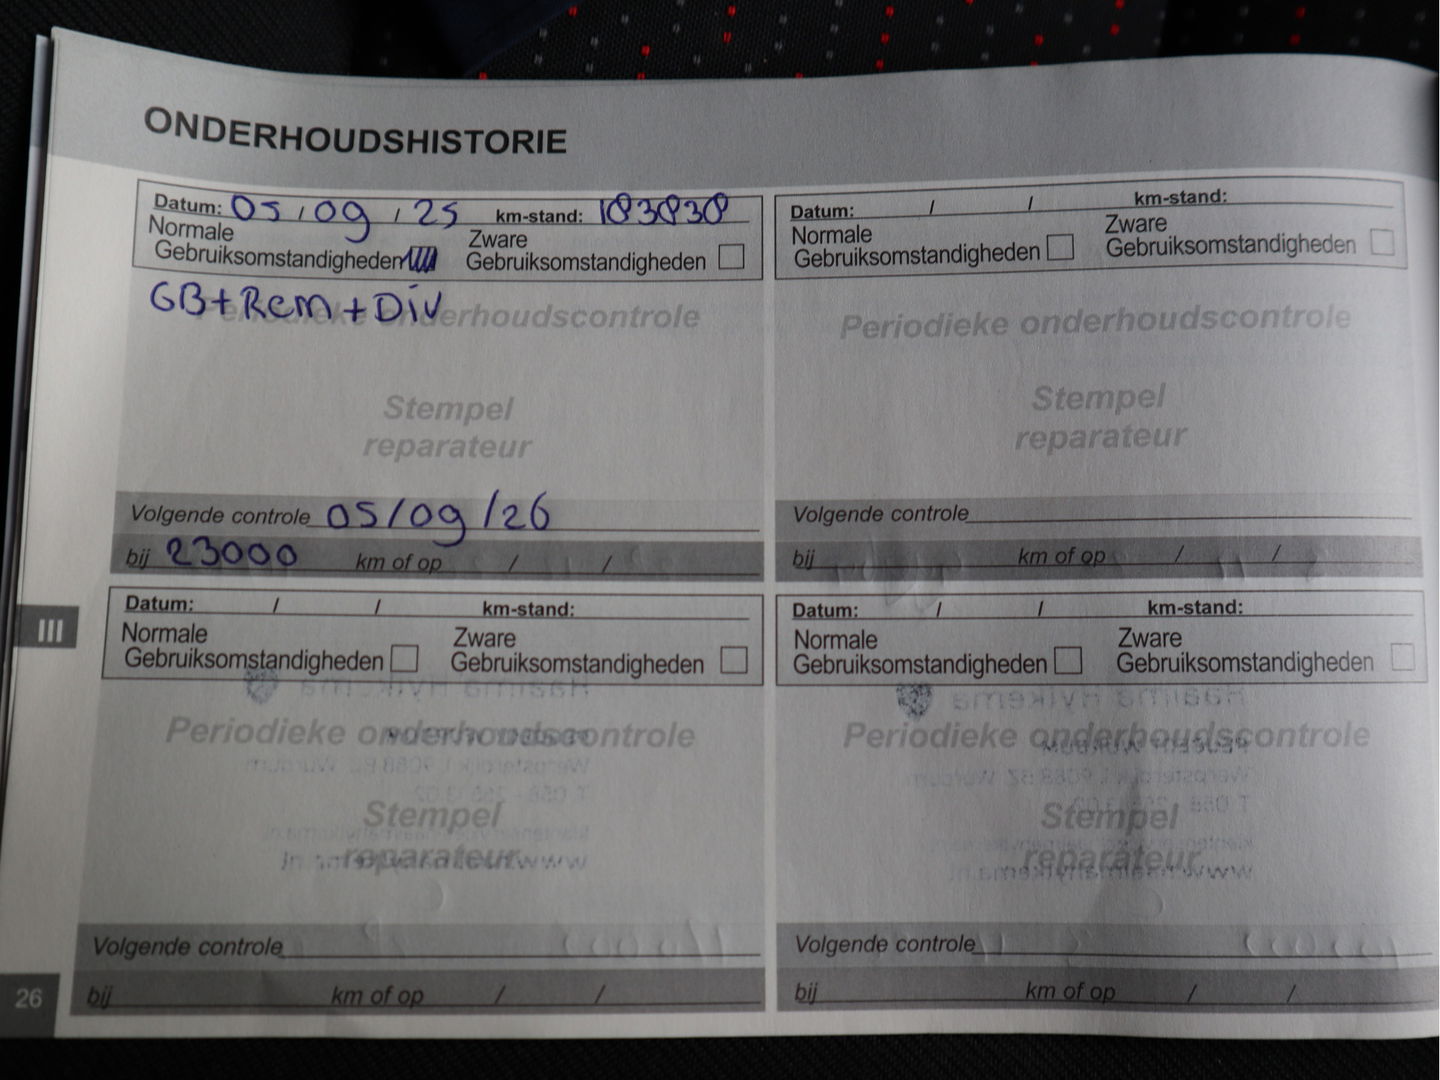 ONDERHOUDSHISTORIE
Datum: 05 / 09 / 25 km-stand: 183838
Normale Gebruiksomstandigheden Zware Gebruiksomstandigheden
GB+Rem+Div
Periodieke onderhoudscontrole
Stempel
reparateur
Volgende controle 05/09/26
bij 23000 km of op / /
Datum: / / km-stand:
Normale Gebruiksomstandigheden Zware Gebruiksomstandigheden
Periodieke onderhoudscontrole
Stempel
reparateur
Volgende controle
bij km of op / /
III
Datum: / / km-stand:
Normale Gebruiksomstandigheden Zware Gebruiksomstandigheden
Periodieke onderhoudscontrole
Stempel
reparateur
Volgende controle
bij km of op / /
Datum: / / km-stand:
Normale Gebruiksomstandigheden Zware Gebruiksomstandigheden
Periodieke onderhoudscontrole
Stempel
reparateur
Volgende controle
bij km of op / /
26